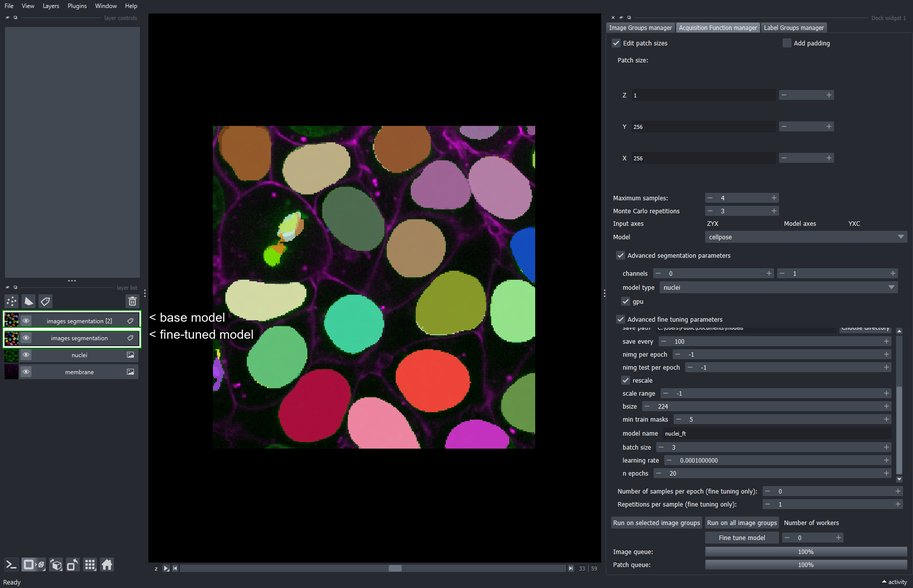 File View Layers Plugins Window Help
layer controls
layer list
images segmentation [2]
images segmentation
nuclei
membrane
< base model
< fine-tuned model
z
33 | 59
Ready
activity
Dock widget 1
Image Groups manager Acquisition Function manager Label Groups manager
Edit patch sizes Add padding
Patch size:
Z 1
Y 256
X 256
Maximum samples: 4
Monte Carlo repetitions 3
Input axes ZYX Model axes YXC
Model cellpose
Advanced segmentation parameters
channels 0 1
model type nuclei
gpu
Advanced fine tuning parameters
save every 100
nimg per epoch -1
nimg test per epoch -1
rescale
scale range -1
bsize 224
min train masks 5
model name nuclei_ft
batch size 3
learning rate 0.0001000000
n epochs 20
Number of samples per epoch (fine tuning only): 0
Repetitions per sample (fine tuning only): 1
Run on selected image groups Run on all image groups Number of workers
Fine tune model 0
Image queue: 100%
Patch queue: 100%